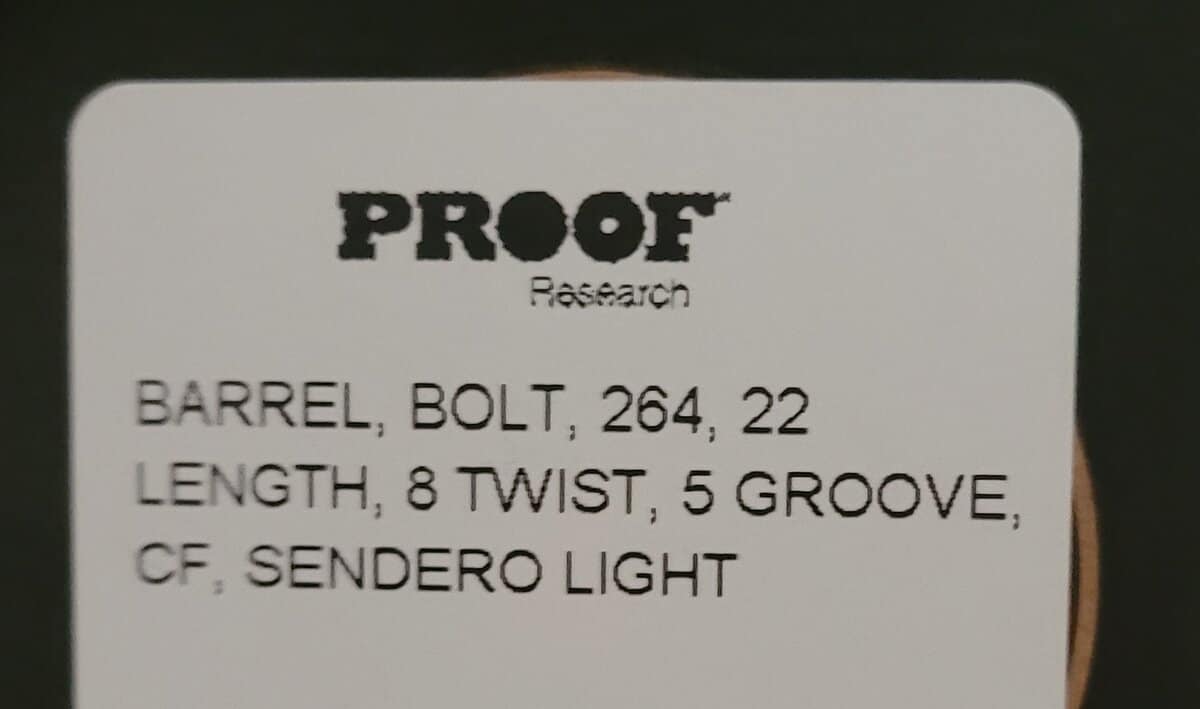 PROOF
Research
BARREL, BOLT, 264, 22
LENGTH, 8 TWIST, 5 GROOVE,
CF, SENDERO LIGHT